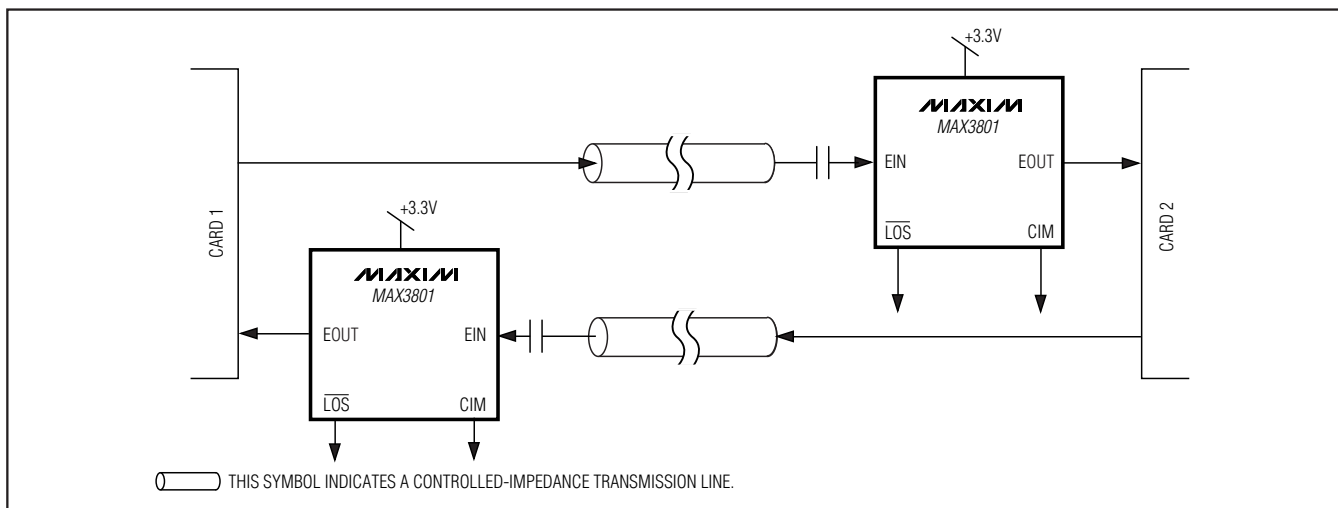 +3.3V
MAXIM
MAX3801
EIN
EOUT
LOS
CIM
CARD 1
CARD 2
+3.3V
MAXIM
MAX3801
EOUT
EIN
LOS
CIM
THIS SYMBOL INDICATES A CONTROLLED-IMPEDANCE TRANSMISSION LINE.